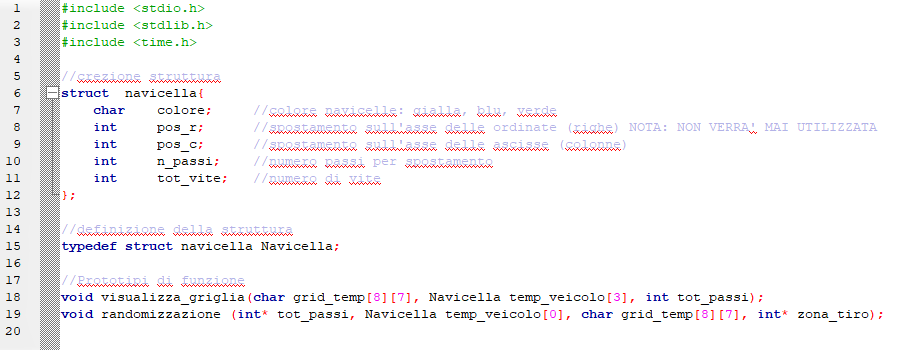 1 #include <stdio.h>
2 #include <stdlib.h>
3 #include <time.h>
4
5 //crezione struttura
6 struct  navicella{
7     char    colore;     //colore navicelle: gialla, blu, verde
8     int     pos_r;      //spostamento sull'asse delle ordinate (righe) NOTA: NON VERRA' MAI UTILIZZATA
9     int     pos_c;      //spostamento sull'asse delle ascisse (colonne)
10     int     n_passi;    //numero passi per spostamento
11     int     tot_vite;   //numero di vite
12 };
13
14 //definizione della struttura
15 typedef struct navicella Navicella;
16
17 //Prototipi di funzione
18 void visualizza_griglia(char grid_temp[8][7], Navicella temp_veicolo[3], int tot_passi);
19 void randomizzazione (int* tot_passi, Navicella temp_veicolo[0], char grid_temp[8][7], int* zona_tiro);
20